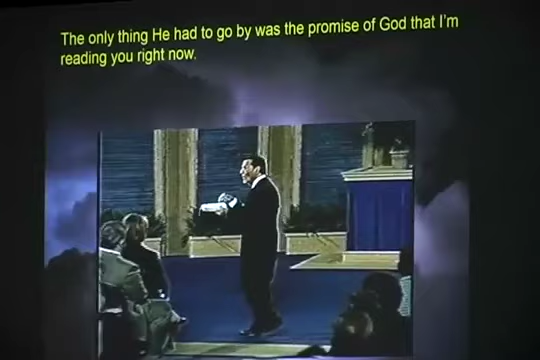 The only thing He had to go by was the promise of God that I'm
reading you right now.